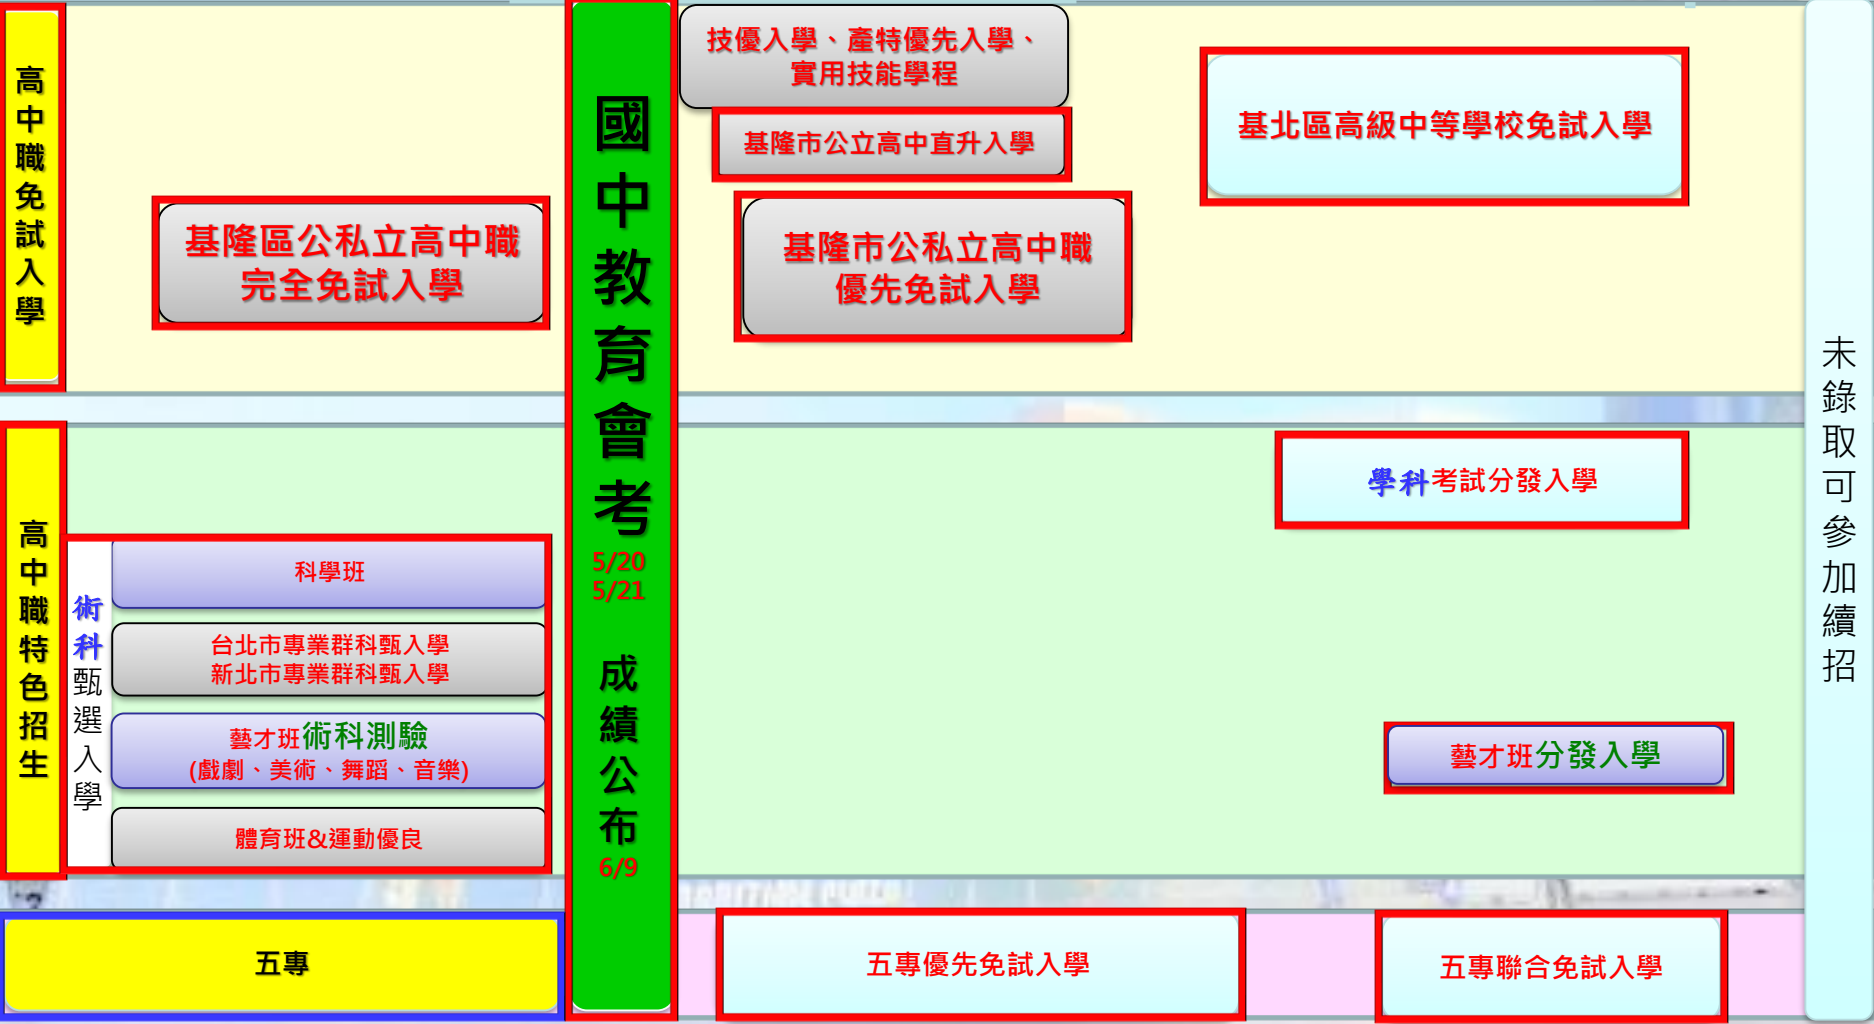 高中職免試入學
基隆區公私立高中職
完全免試入學
國中教育會考
5/20
5/21
成績公布
6/9
技優入學、產特優先入學、
實用技能學程
基隆市公立高中直升入學
基隆市公私立高中職
優先免試入學
基北區高級中等學校免試入學
高中職特色招生
術科甄選入學
科學班
台北市專業群科甄入學
新北市專業群科甄入學
藝才班術科測驗
(戲劇、美術、舞蹈、音樂)
體育班&運動優良
學科考試分發入學
藝才班分發入學
五專
五專優先免試入學
五專聯合免試入學
未錄取可參加續招